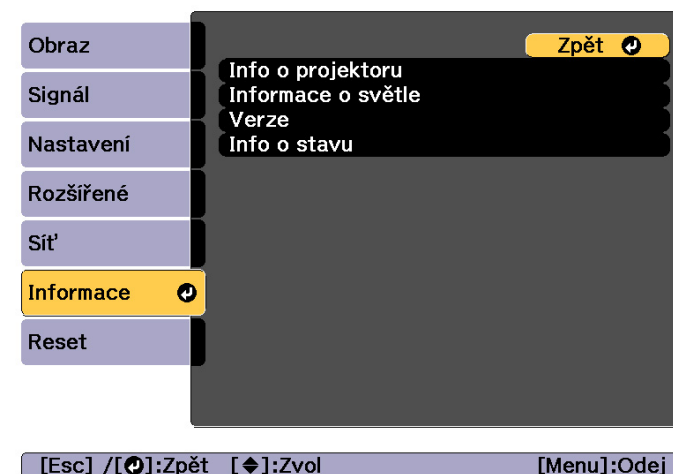 Obraz
Signál
Nastavení
Rozšířené
Síť
Informace
Reset
Zpět
Info o projektoru
Informace o světle
Verze
Info o stavu
[Esc] /[]:Zpět [◆]:Zvol [Menu]:Odej